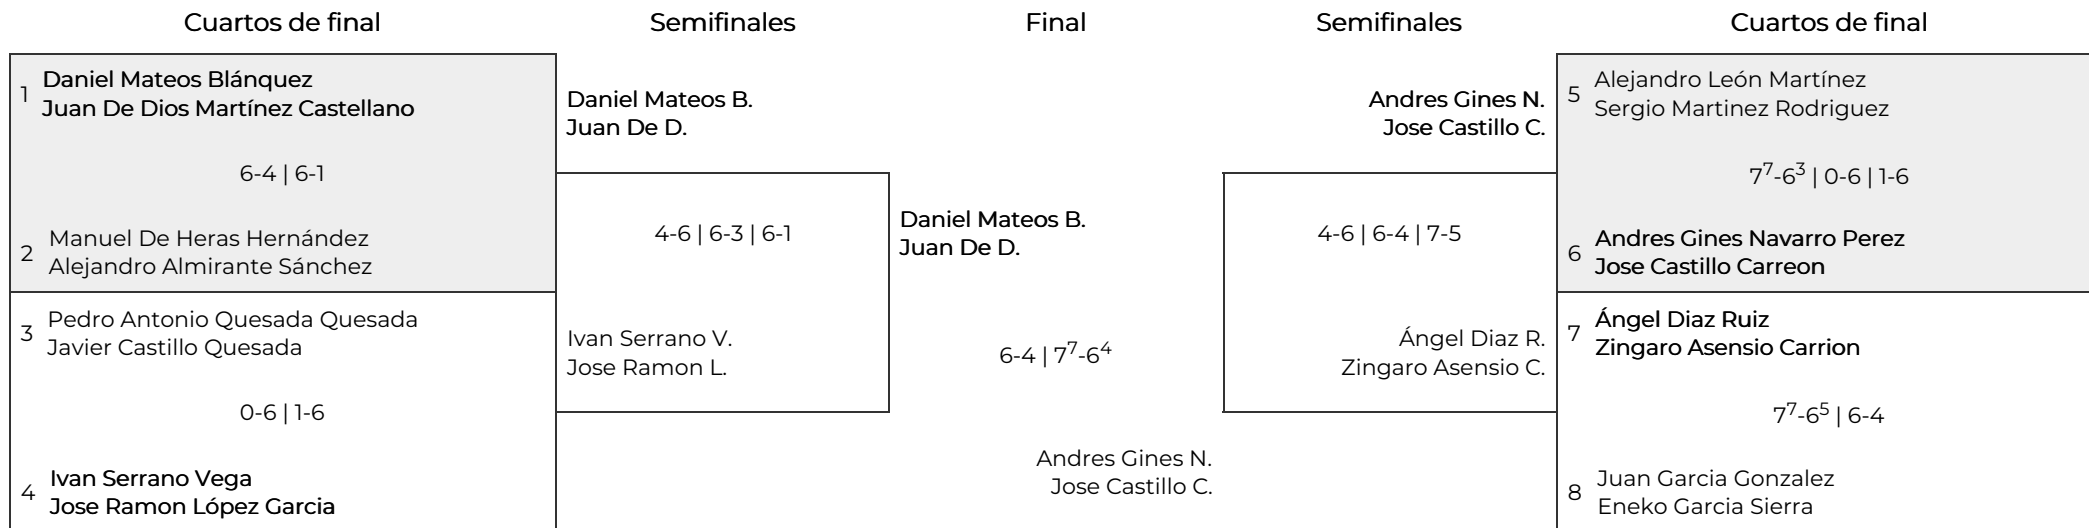 Cuartos de final
Semifinales
Final
Semifinales
Cuartos de final
1
Daniel Mateos Blánquez
Juan De Dios Martínez Castellano
6-4 | 6-1
2
Manuel De Heras Hernández
Alejandro Almirante Sánchez
3
Pedro Antonio Quesada Quesada
Javier Castillo Quesada
0-6 | 1-6
4
Ivan Serrano Vega
Jose Ramon López Garcia
Daniel Mateos B.
Juan De D.
4-6 | 6-3 | 6-1
Ivan Serrano V.
Jose Ramon L.
Daniel Mateos B.
Juan De D.
6-4 | 7⁷-6⁴
Andres Gines N.
Jose Castillo C.
Andres Gines N.
Jose Castillo C.
4-6 | 6-4 | 7-5
Ángel Diaz R.
Zingaro Asensio C.
5
Alejandro León Martínez
Sergio Martinez Rodriguez
7⁷-6³ | 0-6 | 1-6
6
Andres Gines Navarro Perez
Jose Castillo Carreon
7
Ángel Diaz Ruiz
Zingaro Asensio Carrion
7⁷-6⁵ | 6-4
8
Juan Garcia Gonzalez
Eneko Garcia Sierra